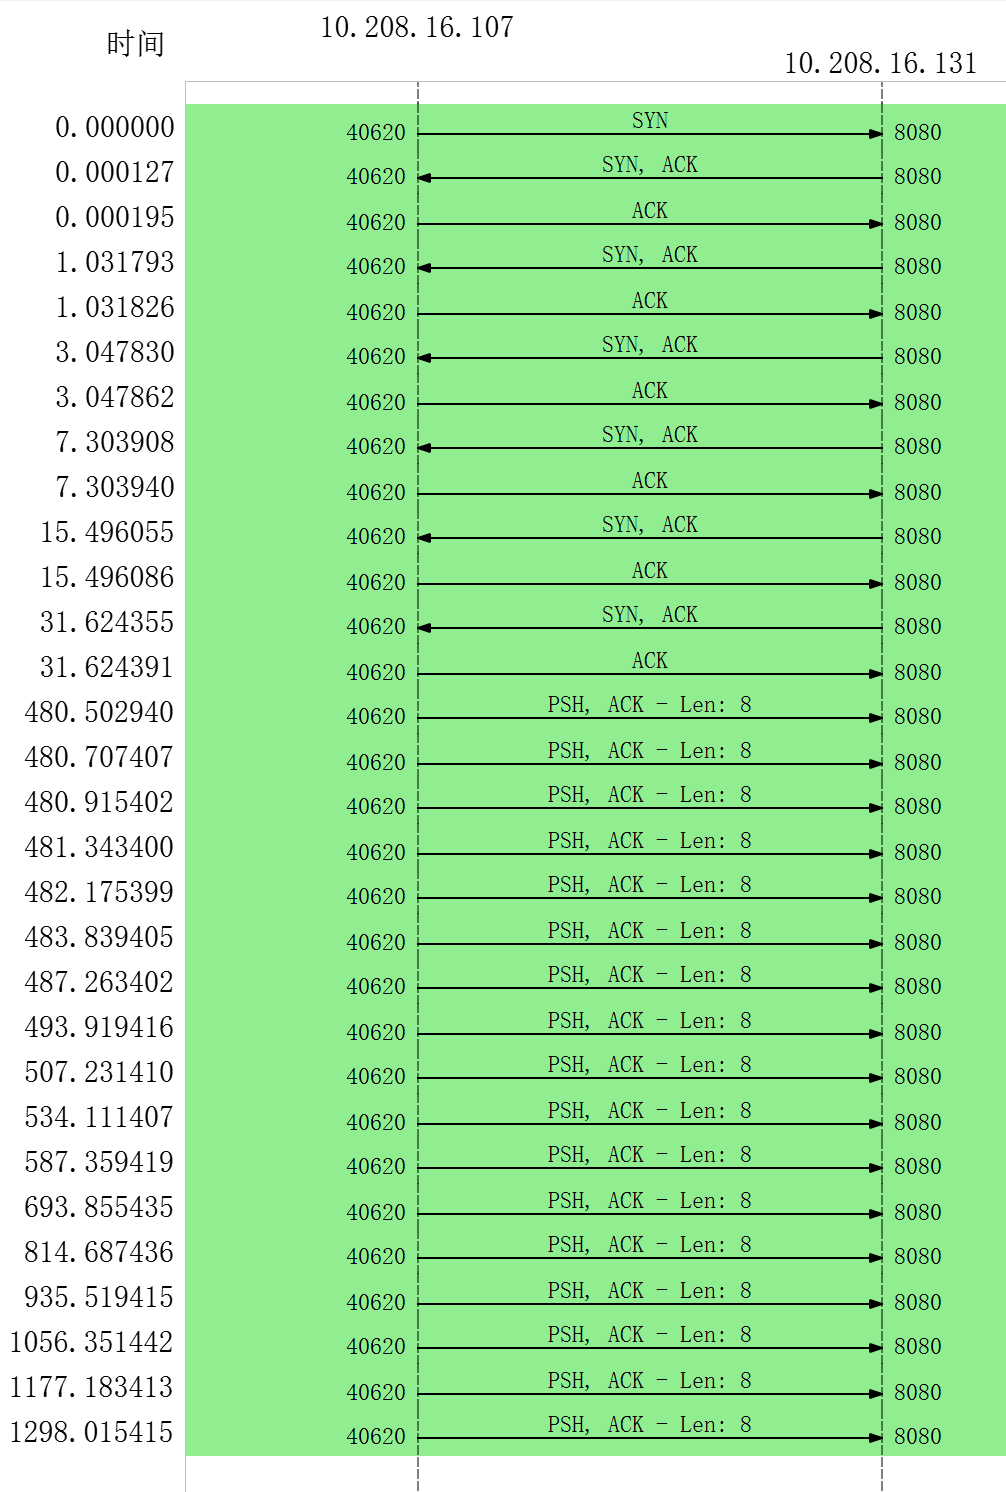 10.208.16.107
时间
10.208.16.131
0.000000 40620 SYN 8080
0.000127 40620 SYN, ACK 8080
0.000195 40620 ACK 8080
1.031793 40620 SYN, ACK 8080
1.031826 40620 ACK 8080
3.047830 40620 SYN, ACK 8080
3.047862 40620 ACK 8080
7.303908 40620 SYN, ACK 8080
7.303940 40620 ACK 8080
15.496055 40620 SYN, ACK 8080
15.496086 40620 ACK 8080
31.624355 40620 SYN, ACK 8080
31.624391 40620 ACK 8080
480.502940 40620 PSH, ACK - Len: 8 8080
480.707407 40620 PSH, ACK - Len: 8 8080
480.915402 40620 PSH, ACK - Len: 8 8080
481.343400 40620 PSH, ACK - Len: 8 8080
482.175399 40620 PSH, ACK - Len: 8 8080
483.839405 40620 PSH, ACK - Len: 8 8080
487.263402 40620 PSH, ACK - Len: 8 8080
493.919416 40620 PSH, ACK - Len: 8 8080
507.231410 40620 PSH, ACK - Len: 8 8080
534.111407 40620 PSH, ACK - Len: 8 8080
587.359419 40620 PSH, ACK - Len: 8 8080
693.855435 40620 PSH, ACK - Len: 8 8080
814.687436 40620 PSH, ACK - Len: 8 8080
935.519415 40620 PSH, ACK - Len: 8 8080
1056.351442 40620 PSH, ACK - Len: 8 8080
1177.183413 40620 PSH, ACK - Len: 8 8080
1298.015415 40620 PSH, ACK - Len: 8 8080